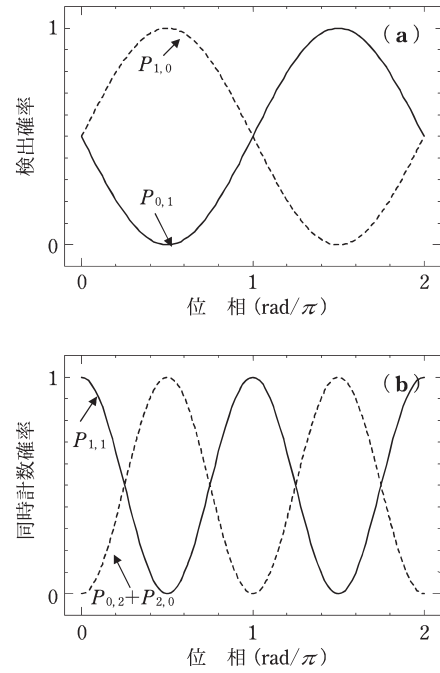 1
(a)
P1,0
検出確率
P0,1
0
0 1 2
位 相 (rad/π)
1
(b)
P1,1
同時計数確率
P0,2+P2,0
0
0 1 2
位 相 (rad/π)